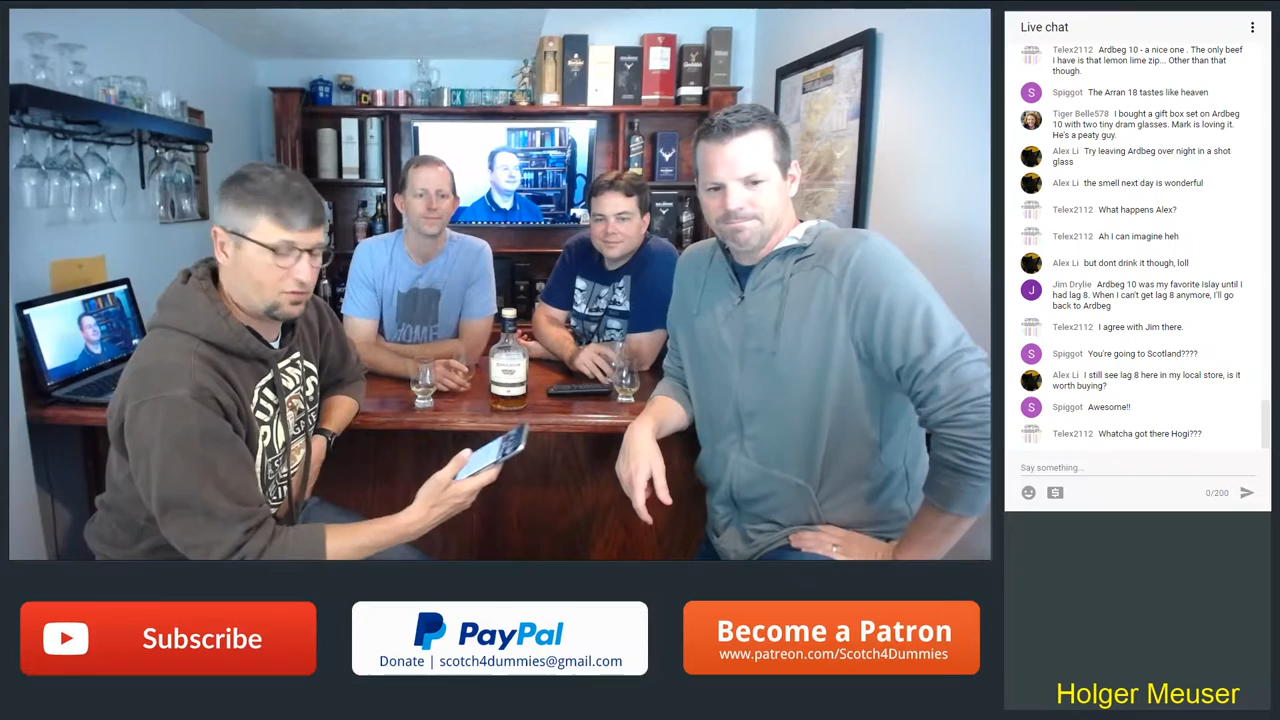 Live chat
Telex2112 Ardbeg 10 - a nice one . The only beef
I have is that lemon lime zip... Other than that
though.
S
Spiggot The Arran 18 tastes like heaven
Tiger Belle578 I bought a gift box set on Ardbeg
10 with two tiny dram glasses. Mark is loving it.
He's a peaty guy.
Alex Li Try leaving Ardbeg over night in a shot
glass
Alex Li the smell next day is wonderful
Telex2112 What happens Alex?
Telex2112 Ah I can imagine heh
Alex Li but dont drink it though, loll
J
Jim Drylie Ardbeg 10 was my favorite Islay until I
had lag 8. When I can't get lag 8 anymore, I'll go
back to Ardbeg
Telex2112 I agree with Jim there.
S
Spiggot You're going to Scotland????
Alex Li I still see lag 8 here in my local store, is it
worth buying?
S
Spiggot Awesome!!
Telex2112 Whatcha got there Hogi???
Say something...
0/200
HOME
Subscribe
PayPal
Donate | scotch4dummies@gmail.com
Become a Patron
www.patreon.com/Scotch4Dummies
Holger Meuser